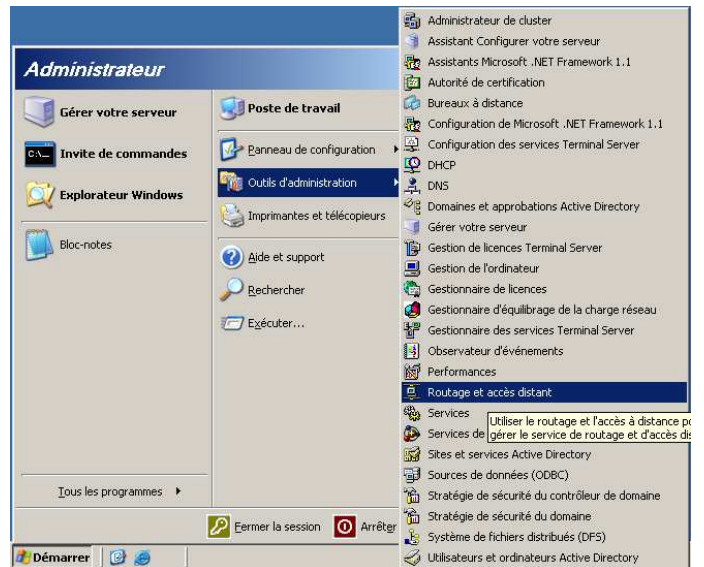 Administrateur
Gérer votre serveur
Invite de commandes
Explorateur Windows
Bloc-notes
Tous les programmes
Poste de travail
Panneau de configuration
Outils d'administration
Imprimantes et télécopieurs
Aide et support
Rechercher
Exécuter...
Fermer la session
Arrêter
Démarrer
Administrateur de cluster
Assistant Configurer votre serveur
Assistants Microsoft .NET Framework 1.1
Autorité de certification
Bureaux à distance
Configuration de Microsoft .NET Framework 1.1
Configuration des services Terminal Server
DHCP
DNS
Domaines et approbations Active Directory
Gérer votre serveur
Gestion de licences Terminal Server
Gestion de l'ordinateur
Gestionnaire de licences
Gestionnaire d'équilibrage de la charge réseau
Gestionnaire des services Terminal Server
Observateur d'événements
Performances
Routage et accès distant
Services
Utiliser le routage et l'accès à distance po
Services de
gérer le service de routage et d'accès dis
Sites et services Active Directory
Sources de données (ODBC)
Stratégie de sécurité du contrôleur de domaine
Stratégie de sécurité du domaine
Système de fichiers distribués (DFS)
Utilisateurs et ordinateurs Active Directory